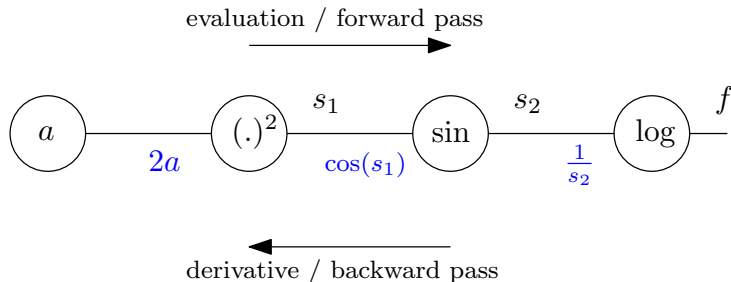 evaluation / forward pass
s₁ s₂ f
a (.)² sin log
2a cos(s₁) 1/s₂
derivative / backward pass